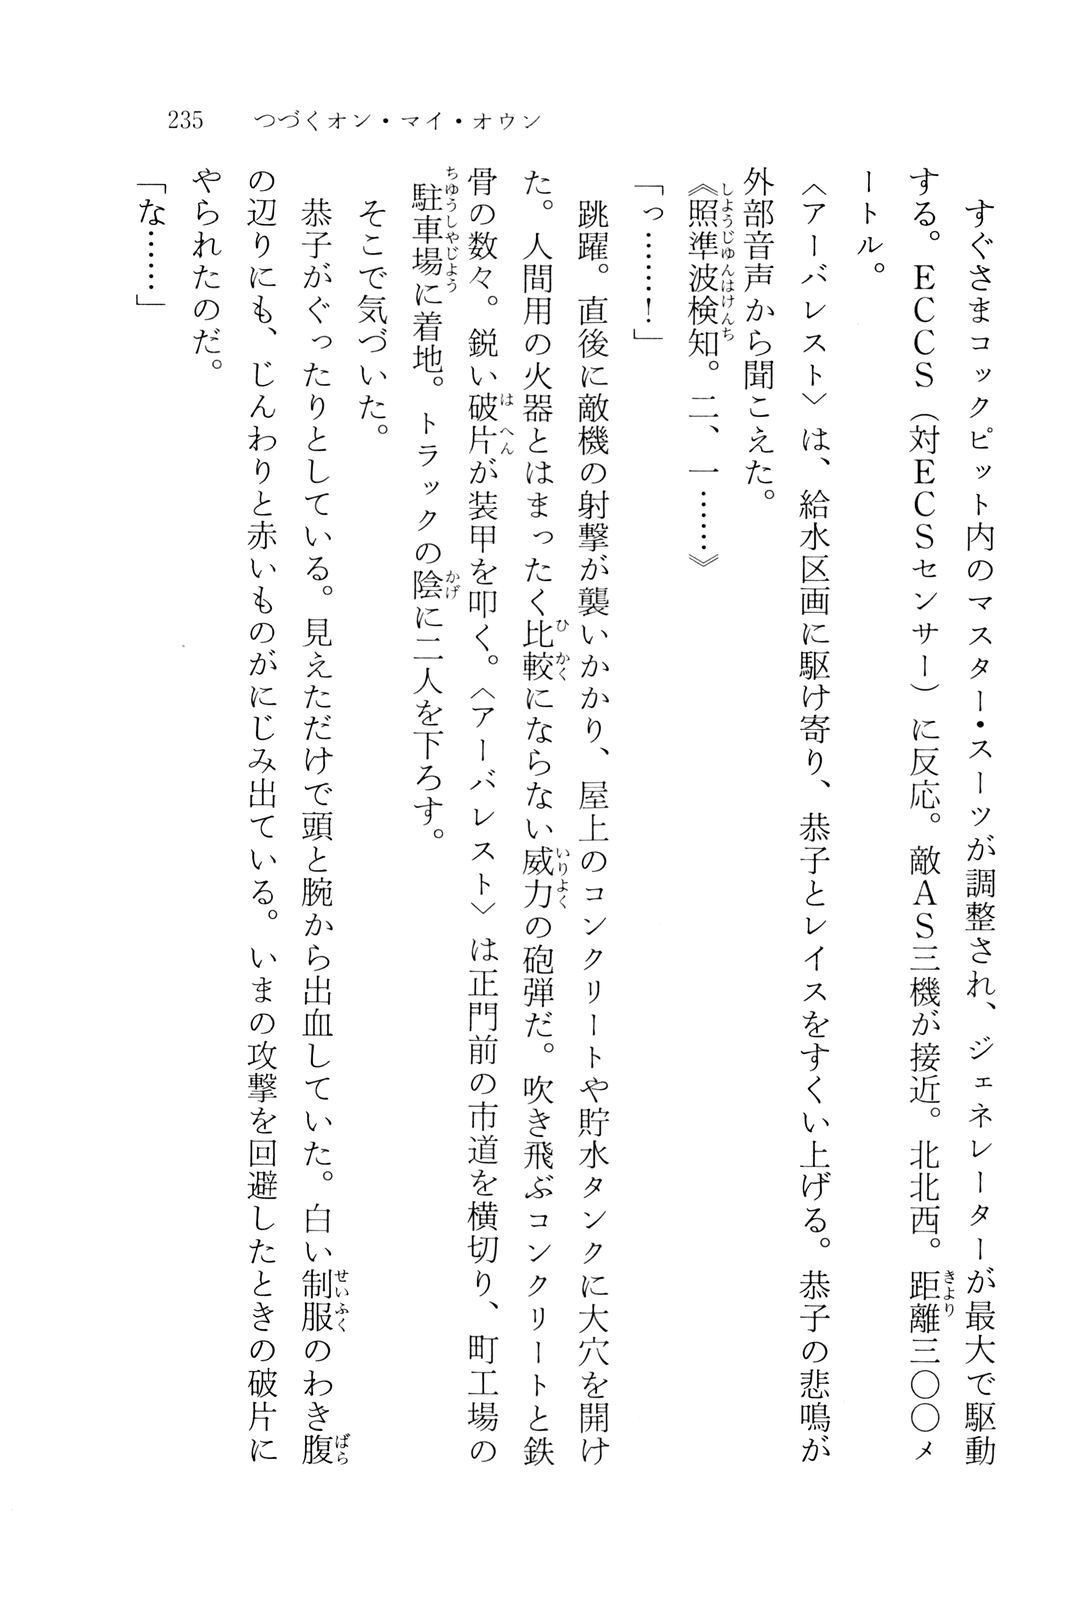 235　つづくオン・マイ・オウン
　すぐさまコックピット内のマスター・スーツが調整され、ジェネレーターが最大で駆動
する。ＥＣＣＳ（対ＥＣＳセンサー）に反応。敵ＡＳ三機が接近。北北西。距離三〇〇メ
ートル。
　〈アーバレスト〉は、給水区画に駆け寄り、恭子とレイスをすくい上げる。恭子の悲鳴が
外部音声から聞こえた。
《照準波検知。二、一……》
「っ……！」
　跳躍。直後に敵機の射撃が襲いかかり、屋上のコンクリートや貯水タンクに大穴を開け
た。人間用の火器とはまったく比較にならない威力の砲弾だ。吹き飛ぶコンクリートと鉄
骨の数々。鋭い破片が装甲を叩く。〈アーバレスト〉は正門前の市道を横切り、町工場の
駐車場に着地。トラックの陰に二人を下ろす。
　そこで気づいた。
　恭子がぐったりとしている。見えただけで頭と腕から出血していた。白い制服のわき腹
の辺りにも、じんわりと赤いものがにじみ出ている。いまの攻撃を回避したときの破片に
やられたのだ。
「な……」